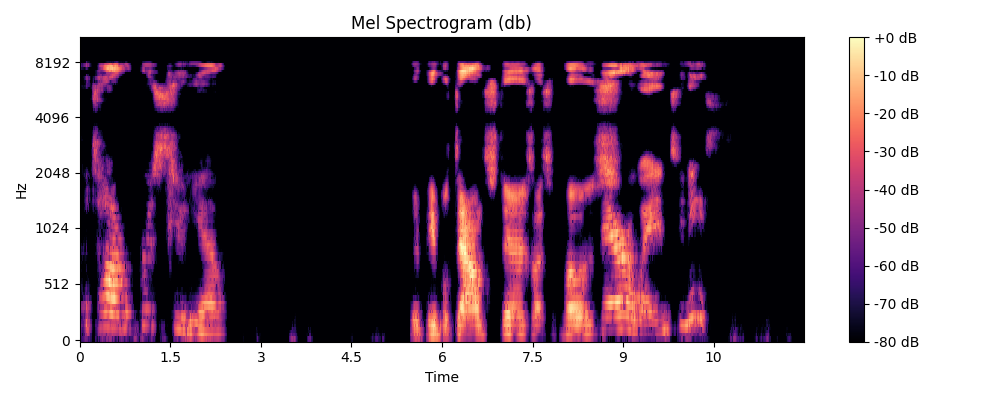 Mel Spectrogram (db)
8192
4096
2048
1024
512
0
Hz
0 1.5 3 4.5 6 7.5 9 10
Time
+0 dB
-10 dB
-20 dB
-30 dB
-40 dB
-50 dB
-60 dB
-70 dB
-80 dB